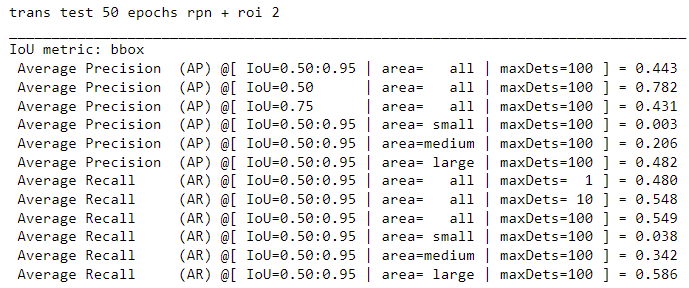 trans test 50 epochs rpn + roi 2
IoU metric: bbox
Average Precision  (AP) @[ IoU=0.50:0.95 | area=   all | maxDets=100 ] = 0.443
Average Precision  (AP) @[ IoU=0.50      | area=   all | maxDets=100 ] = 0.782
Average Precision  (AP) @[ IoU=0.75      | area=   all | maxDets=100 ] = 0.431
Average Precision  (AP) @[ IoU=0.50:0.95 | area= small | maxDets=100 ] = 0.003
Average Precision  (AP) @[ IoU=0.50:0.95 | area=medium | maxDets=100 ] = 0.206
Average Precision  (AP) @[ IoU=0.50:0.95 | area= large | maxDets=100 ] = 0.482
Average Recall     (AR) @[ IoU=0.50:0.95 | area=   all | maxDets=  1 ] = 0.480
Average Recall     (AR) @[ IoU=0.50:0.95 | area=   all | maxDets= 10 ] = 0.548
Average Recall     (AR) @[ IoU=0.50:0.95 | area=   all | maxDets=100 ] = 0.549
Average Recall     (AR) @[ IoU=0.50:0.95 | area= small | maxDets=100 ] = 0.038
Average Recall     (AR) @[ IoU=0.50:0.95 | area=medium | maxDets=100 ] = 0.342
Average Recall     (AR) @[ IoU=0.50:0.95 | area= large | maxDets=100 ] = 0.586